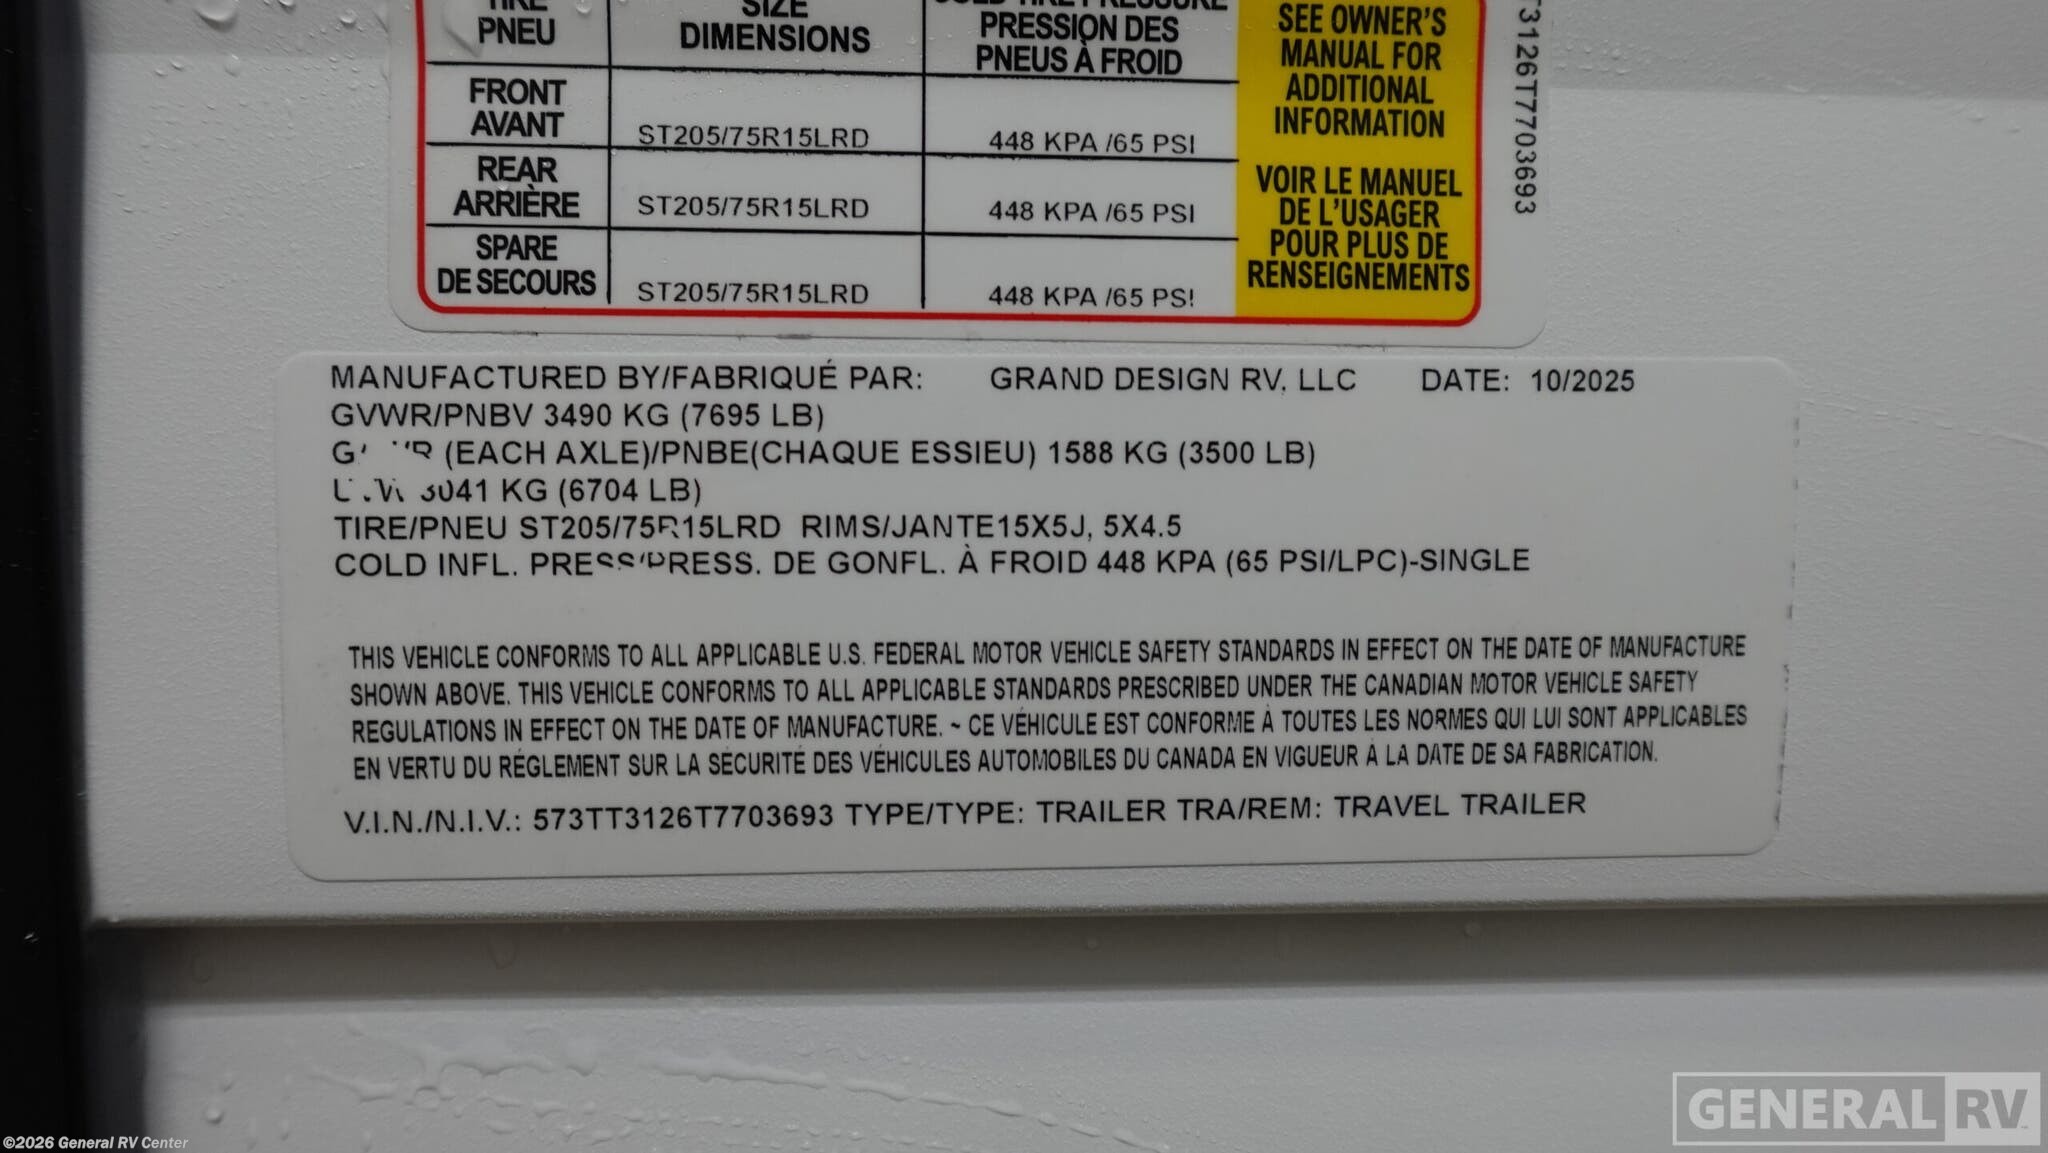 TIRE SIZE COLD TIRE PRESSURE
PNEU DIMENSIONS PRESSION DES
PNEUS À FROID
FRONT
AVANT ST205/75R15LRD 448 KPA /65 PSI
REAR
ARRIÈRE ST205/75R15LRD 448 KPA /65 PSI
SPARE
DE SECOURS ST205/75R15LRD 448 KPA /65 PSI
SEE OWNER'S
MANUAL FOR
ADDITIONAL
INFORMATION
VOIR LE MANUEL
DE L'USAGER
POUR PLUS DE
RENSEIGNEMENTS
T3126T7703693
MANUFACTURED BY/FABRIQUÉ PAR: GRAND DESIGN RV, LLC DATE: 10/2025
GVWR/PNBV 3490 KG (7695 LB)
(EACH AXLE)/PNBE(CHAQUE ESSIEU) 1588 KG (3500 LB)
3041 KG (6704 LB)
TIRE/PNEU ST205/75R15LRD RIMS/JANTE15X5J, 5X4.5
COLD INFL. PRESS/PRESS. DE GONFL. À FROID 448 KPA (65 PSI/LPC)-SINGLE
THIS VEHICLE CONFORMS TO ALL APPLICABLE U.S. FEDERAL MOTOR VEHICLE SAFETY STANDARDS IN EFFECT ON THE DATE OF MANUFACTURE
SHOWN ABOVE. THIS VEHICLE CONFORMS TO ALL APPLICABLE STANDARDS PRESCRIBED UNDER THE CANADIAN MOTOR VEHICLE SAFETY
REGULATIONS IN EFFECT ON THE DATE OF MANUFACTURE. ~ CE VÉHICULE EST CONFORME À TOUTES LES NORMES QUI LUI SONT APPLICABLES
EN VERTU DU RÉGLEMENT SUR LA SÉCURITÉ DES VÉHICULES AUTOMOBILES DU CANADA EN VIGUEUR À LA DATE DE SA FABRICATION.
V.I.N./N.I.V.: 573TT3126T7703693 TYPE/TYPE: TRAILER TRA/REM: TRAVEL TRAILER
GENERAL RV
©2026 General RV Center